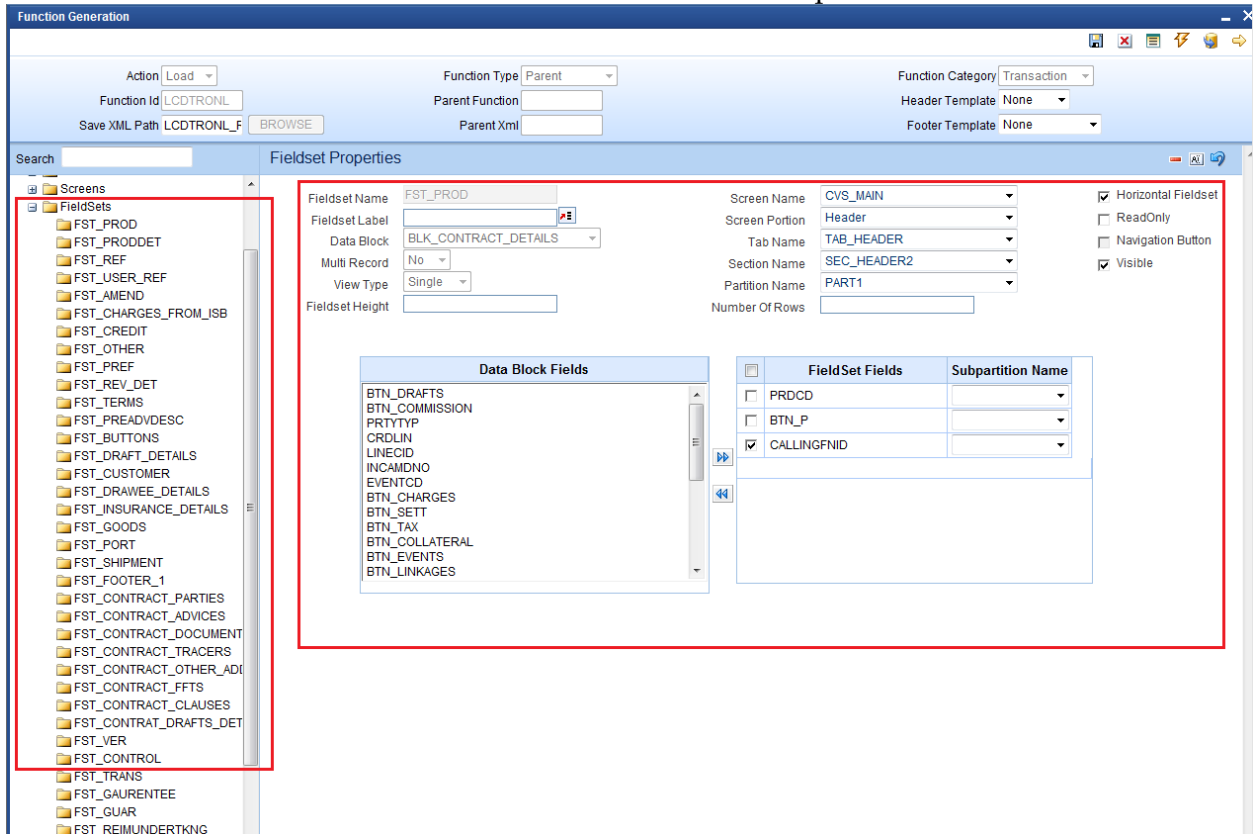 Function Generation
Action Load
Function Type Parent
Function Category Transaction
Function Id LCDTRONL
Parent Function
Header Template None
Save XML Path LCDTRONL_F BROWSE
Parent Xml
Footer Template None
Search
Fieldset Properties
Screens
FieldSets
FST_PROD
FST_PRODDET
FST_REF
FST_USER_REF
FST_AMEND
FST_CHARGES_FROM_ISB
FST_CREDIT
FST_OTHER
FST_PREF
FST_REV_DET
FST_TERMS
FST_PREADVDESC
FST_BUTTONS
FST_DRAFT_DETAILS
FST_CUSTOMER
FST_DRAWEE_DETAILS
FST_INSURANCE_DETAILS
FST_GOODS
FST_PORT
FST_SHIPMENT
FST_FOOTER_1
FST_CONTRACT_PARTIES
FST_CONTRACT_ADVICES
FST_CONTRACT_DOCUMENT
FST_CONTRACT_TRACERS
FST_CONTRACT_OTHER_ADD
FST_CONTRACT_FFTS
FST_CONTRACT_CLAUSES
FST_CONTRAT_DRAFTS_DET
FST_VER
FST_CONTROL
FST_TRANS
FST_GAURENTEE
FST_GUAR
FST_REIMUNDERTKNG
Fieldset Name FST_PROD
Screen Name CVS_MAIN
Horizontal Fieldset
Fieldset Label
Screen Portion Header
ReadOnly
Data Block BLK_CONTRACT_DETAILS
Tab Name TAB_HEADER
Navigation Button
Multi Record No
Section Name SEC_HEADER2
Visible
View Type Single
Partition Name PART1
Fieldset Height
Number Of Rows
Data Block Fields
BTN_DRAFTS
BTN_COMMISSION
PRTYTYP
CRDLIN
LINECID
INCAMDNO
EVENTCD
BTN_CHARGES
BTN_SETT
BTN_TAX
BTN_COLLATERAL
BTN_EVENTS
BTN_LINKAGES
FieldSet Fields Subpartition Name
PRDCD
BTN_P
CALLINGFNID